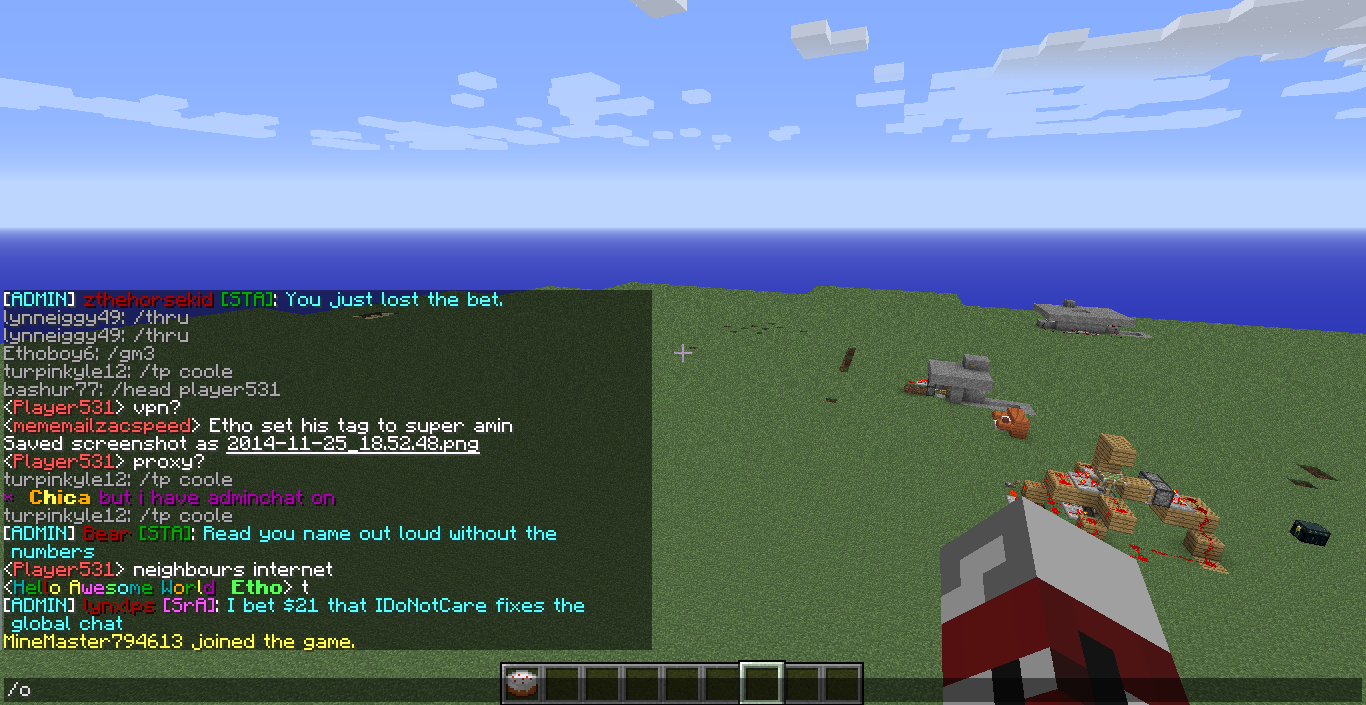 [ADMIN] zthehorsekid [STA]: You just lost the bet.
lynneiggy49: /thru
lynneiggy49: /thru
Ethoboy6: /gm3
turpinkyle12: /tp coole
bashur77: /head player531
<Player531> vpn?
<mememailzacspeed> Etho set his tag to super amin
Saved screenshot as 2014-11-25_18.52.48.png
<Player531> proxy?
turpinkyle12: /tp coole
* Chica but i have adminchat on
turpinkyle12: /tp coole
[ADMIN] Bear [STA]: Read you name out loud without the
numbers
<Player531> neighbours internet
<Hello Awesome World Etho> t
[ADMIN] lynxlps [SrA]: I bet $21 that IDoNotCare fixes the
global chat
MineMaster794613 joined the game.
/o